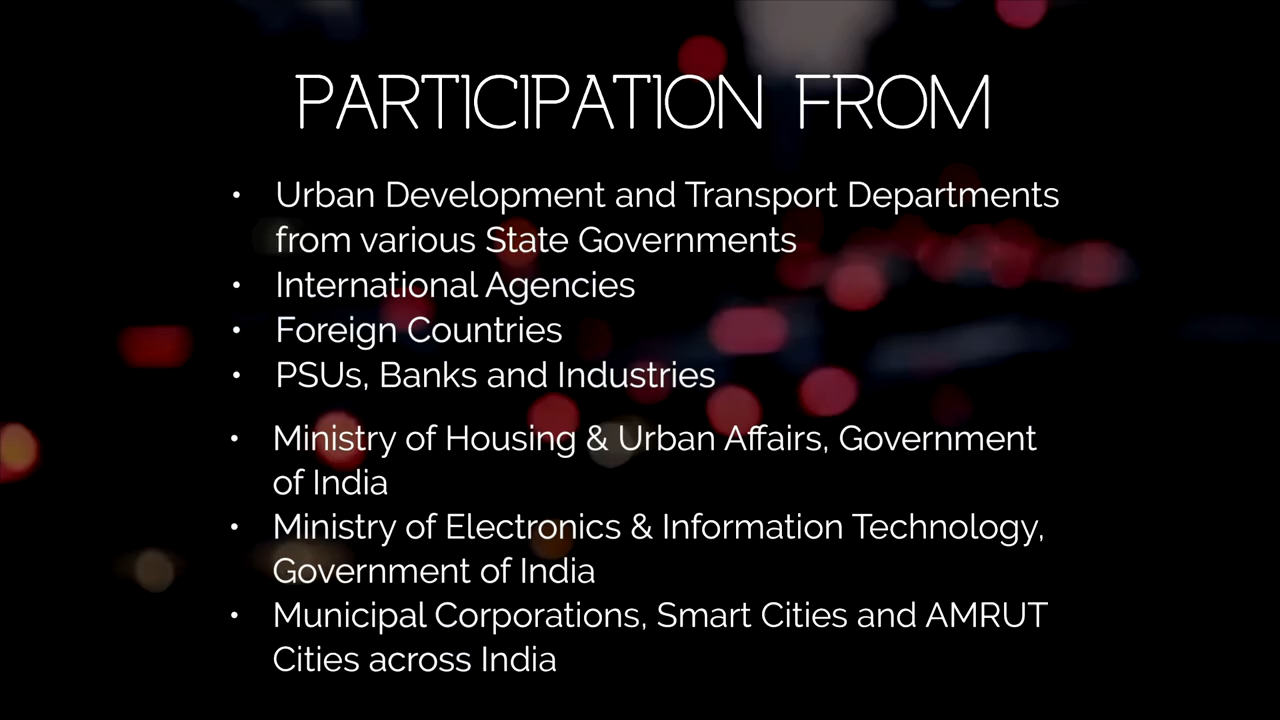 PARTICIPATION FROM
• Urban Development and Transport Departments
from various State Governments
• International Agencies
• Foreign Countries
• PSUs, Banks and Industries
• Ministry of Housing & Urban Affairs, Government
of India
• Ministry of Electronics & Information Technology,
Government of India
• Municipal Corporations, Smart Cities and AMRUT
Cities across India